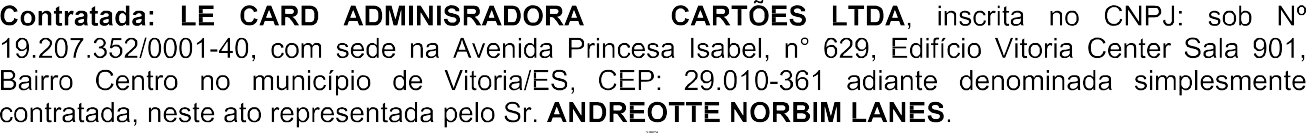 Contratada: LE CARD ADMINISRADORA CARTÕES LTDA, inscrita no CNPJ: sob Nº
19.207.352/0001-40, com sede na Avenida Princesa Isabel, n° 629, Edifício Vitoria Center Sala 901,
Bairro Centro no município de Vitoria/ES, CEP: 29.010-361 adiante denominada simplesmente
contratada, neste ato representada pelo Sr. ANDREOTTE NORBIM LANES.